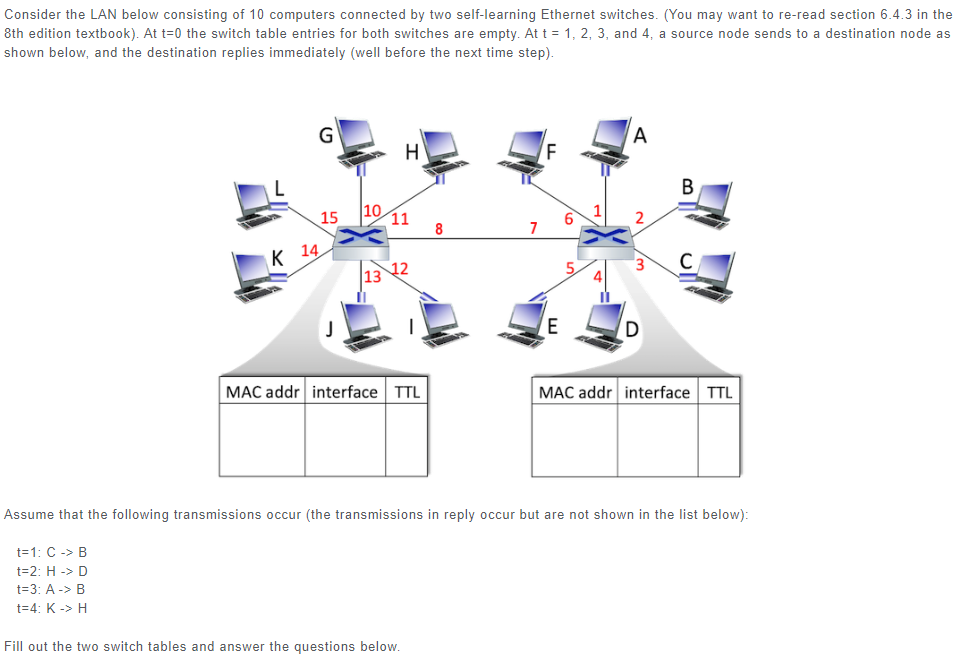 Consider the LAN below consisting of 10 computers connected by two self-learning Ethernet switches. (You may want to re-read section 6.4.3 in the
8th edition textbook). At t=0 the switch table entries for both switches are empty. At t = 1, 2, 3, and 4, a source node sends to a destination node as
shown below, and the destination replies immediately (well before the next time step).
G
H
F
A
L
B
15
10
11
8
7
6
1
2
K
14
13
12
5
4
3
C
J
I
E
D
MAC addr interface TTL
MAC addr interface TTL
Assume that the following transmissions occur (the transmissions in reply occur but are not shown in the list below):
t=1: C -> B
t=2: H -> D
t=3: A -> B
t=4: K -> H
Fill out the two switch tables and answer the questions below.